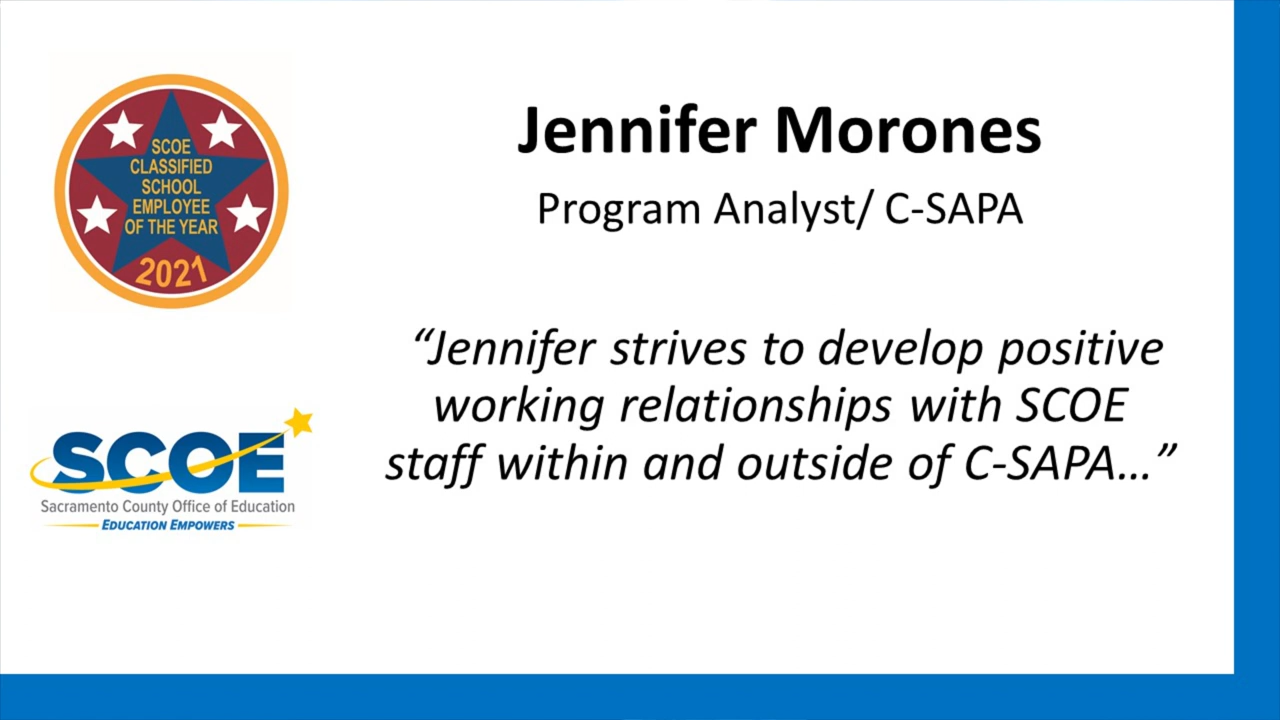 SCOE
CLASSIFIED
SCHOOL
EMPLOYEE
OF THE YEAR
2021
Jennifer Morones
Program Analyst/ C-SAPA
“Jennifer strives to develop positive
working relationships with SCOE
staff within and outside of C-SAPA...”
SCOE
Sacramento County Office of Education
EDUCATION EMPOWERS